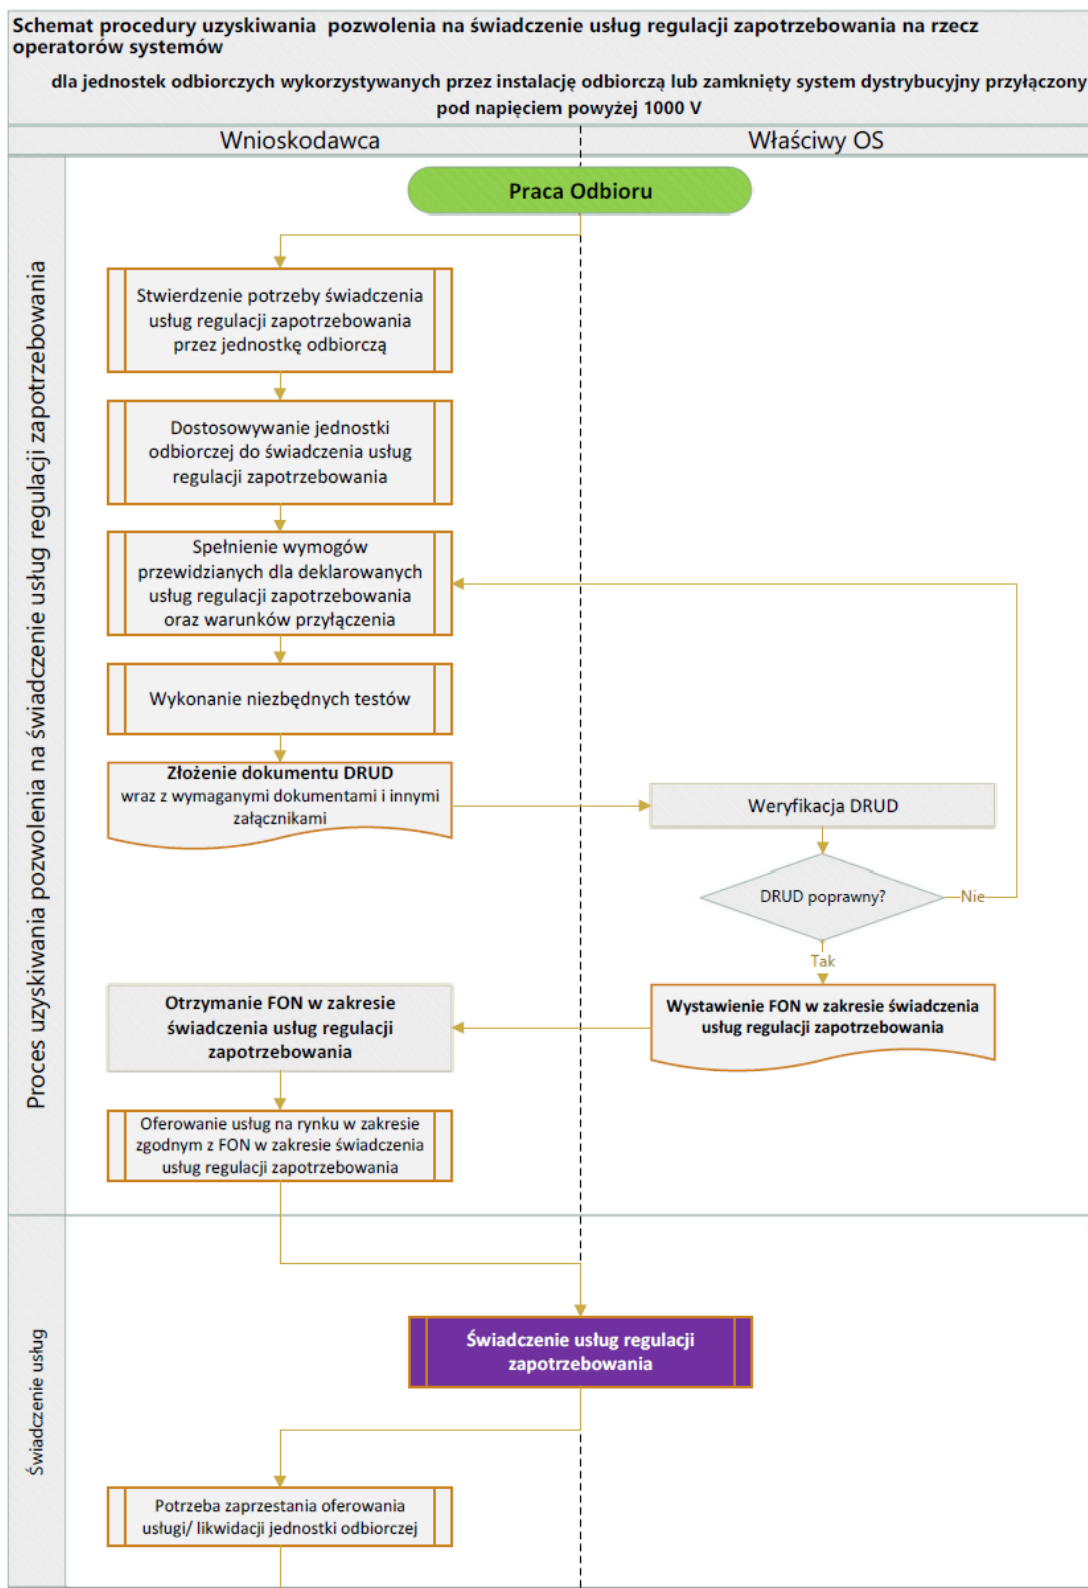 Schemat procedury uzyskiwania pozwolenia na świadczenie usług regulacji zapotrzebowania na rzecz
operatorów systemów
dla jednostek odbiorczych wykorzystywanych przez instalację odbiorczą lub zamknięty system dystrybucyjny przyłączony
pod napięciem powyżej 1000 V
Wnioskodawca
Właściwy OS
Proces uzyskiwania pozwolenia na świadczenie usług regulacji zapotrzebowania
Praca Odbioru
Stwierdzenie potrzeby świadczenia
usług regulacji zapotrzebowania
przez jednostkę odbiorczą
Dostosowywanie jednostki
odbiorczej do świadczenia usług
regulacji zapotrzebowania
Spełnienie wymogów
przewidzianych dla deklarowanych
usług regulacji zapotrzebowania
oraz warunków przyłączenia
Wykonanie niezbędnych testów
Złożenie dokumentu DRUD
wraz z wymaganymi dokumentami i innymi
załącznikami
Weryfikacja DRUD
DRUD poprawny?
Nie
Tak
Wystawienie FON w zakresie świadczenia
usług regulacji zapotrzebowania
Otrzymanie FON w zakresie
świadczenia usług regulacji
zapotrzebowania
Oferowanie usług na rynku w zakresie
zgodnym z FON w zakresie świadczenia
usług regulacji zapotrzebowania
Świadczenie usług
Świadczenie usług regulacji
zapotrzebowania
Potrzeba zaprzestania oferowania
usługi/ likwidacji jednostki odbiorczej